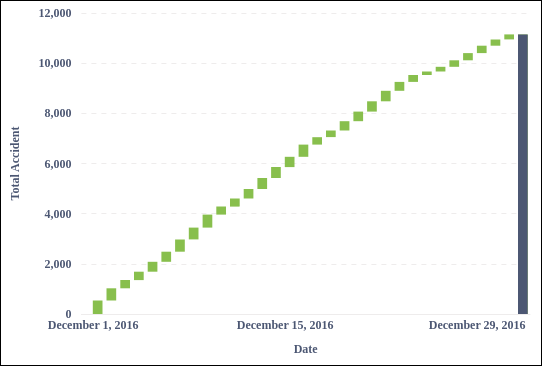 12,000
10,000
8,000
6,000
4,000
2,000
0
Total Accident
December 1, 2016
December 15, 2016
December 29, 2016
Date